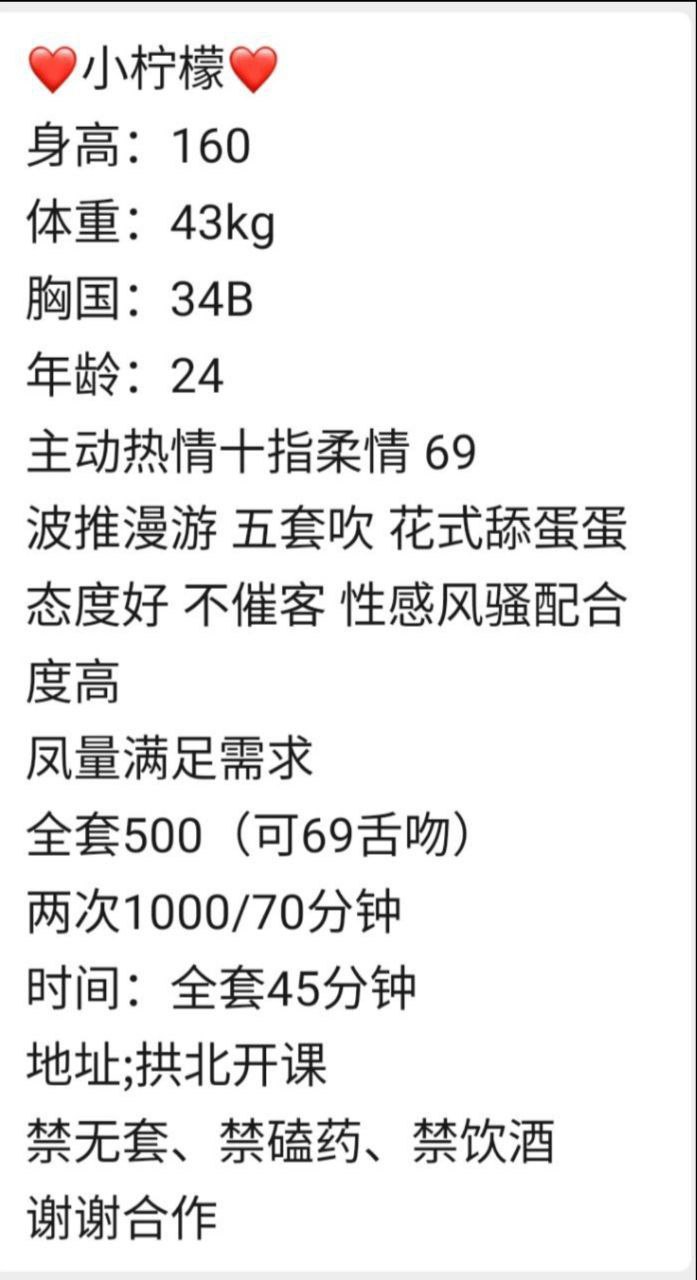 ❤️小柠檬❤️
身高：160
体重：43kg
胸国：34B
年龄：24
主动热情十指柔情 69
波推漫游 五套吹 花式舔蛋蛋
态度好 不催客 性感风骚配合
度高
凤量满足需求
全套500（可69舌吻）
两次1000/70分钟
时间：全套45分钟
地址;拱北开课
禁无套、禁磕药、禁饮酒
谢谢合作